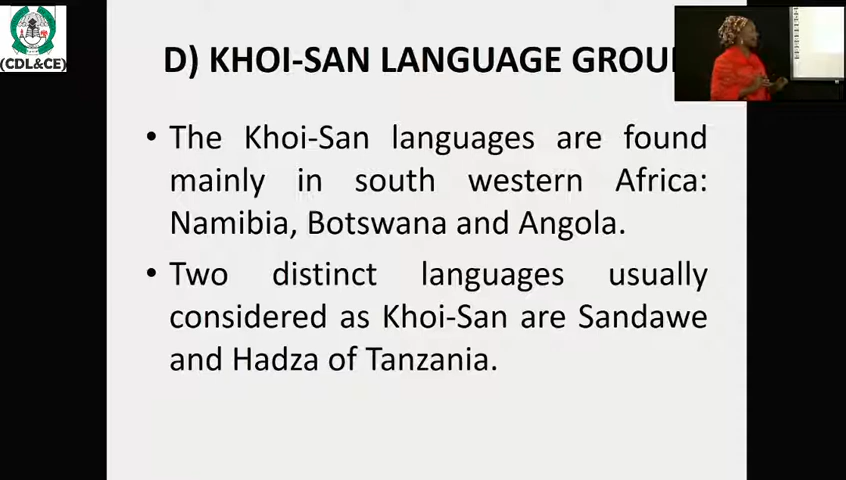 D) KHOI-SAN LANGUAGE GROU
• The Khoi-San languages are found
mainly in south western Africa:
Namibia, Botswana and Angola.
• Two distinct languages usually
considered as Khoi-San are Sandawe
and Hadza of Tanzania.
(CDL&CE)